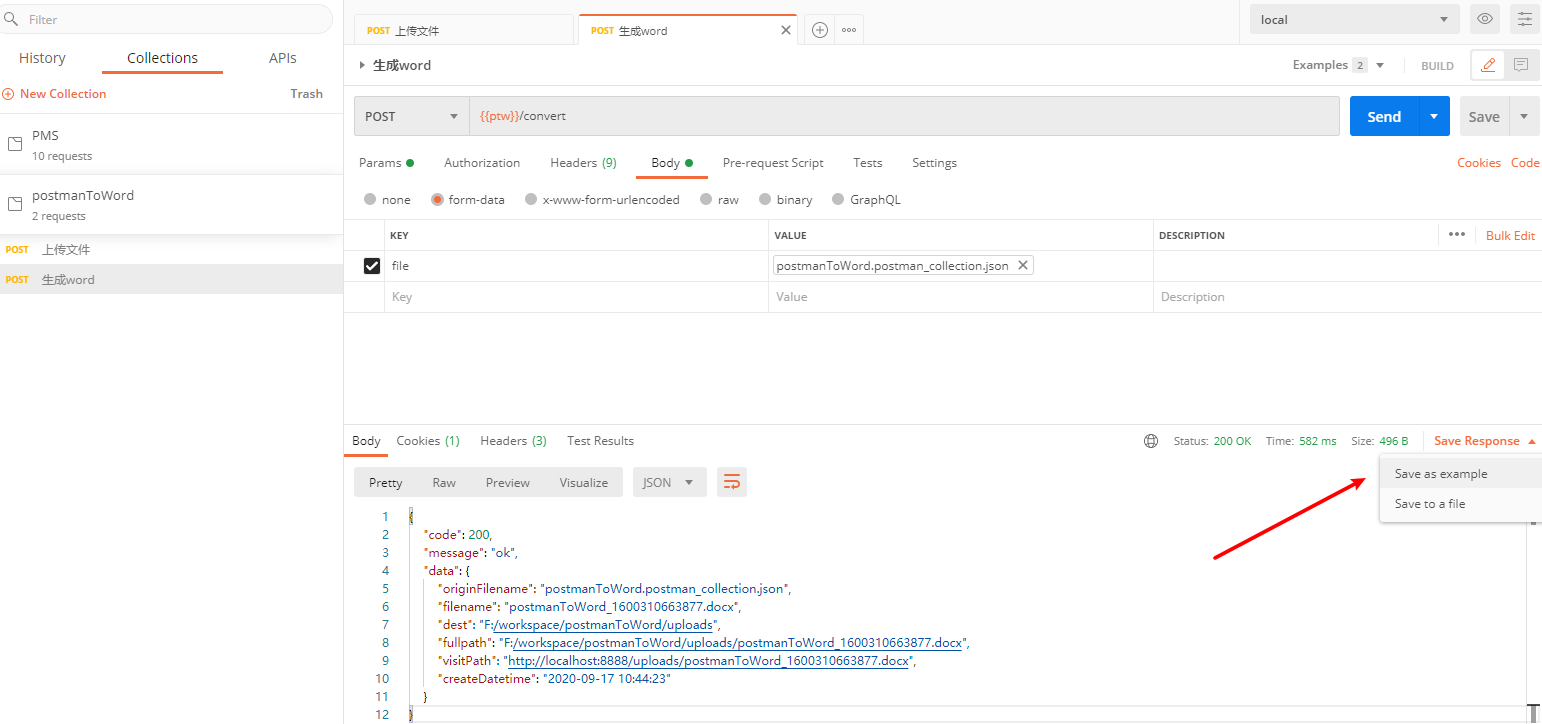 Filter
History Collections APIs
New Collection Trash
PMS
10 requests
postmanToWord
2 requests
POST 上传文件
POST 生成word
POST 上传文件 POST 生成word
local
生成word Examples 2 BUILD
POST {{ptw}}/convert Send Save
Params Authorization Headers (9) Body Pre-request Script Tests Settings Cookies Code
none form-data x-www-form-urlencoded raw binary GraphQL
KEY VALUE DESCRIPTION Bulk Edit
file postmanToWord.postman_collection.json
Key Value Description
Body Cookies (1) Headers (3) Test Results Status: 200 OK Time: 582 ms Size: 496 B Save Response
Save as example
Save to a file
Pretty Raw Preview Visualize JSON
1 {
2 "code": 200,
3 "message": "ok",
4 "data": {
5 "originFilename": "postmanToWord.postman_collection.json",
6 "filename": "postmanToWord_1600310663877.docx",
7 "dest": "F:/workspace/postmanToWord/uploads",
8 "fullpath": "F:/workspace/postmanToWord/uploads/postmanToWord_1600310663877.docx",
9 "visitPath": "http://localhost:8888/uploads/postmanToWord_1600310663877.docx",
10 "createDatetime": "2020-09-17 10:44:23"
11 }
12 }